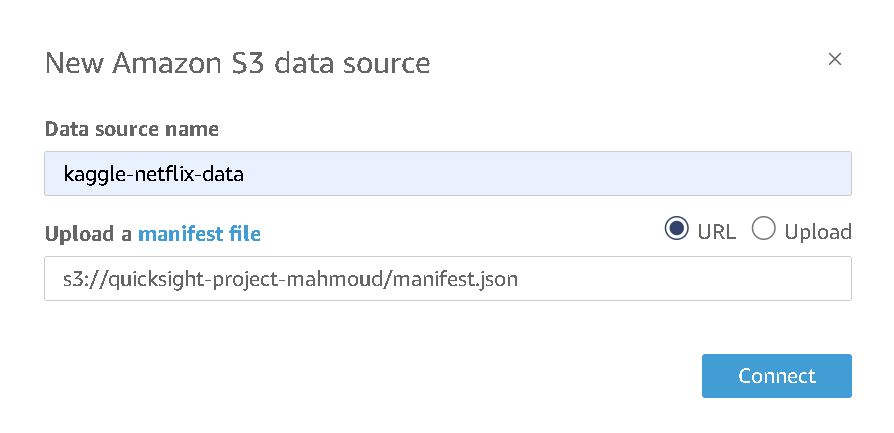 New Amazon S3 data source
Data source name
kaggle-netflix-data
Upload a manifest file
URL
Upload
s3://quicksight-project-mahmoud/manifest.json
Connect